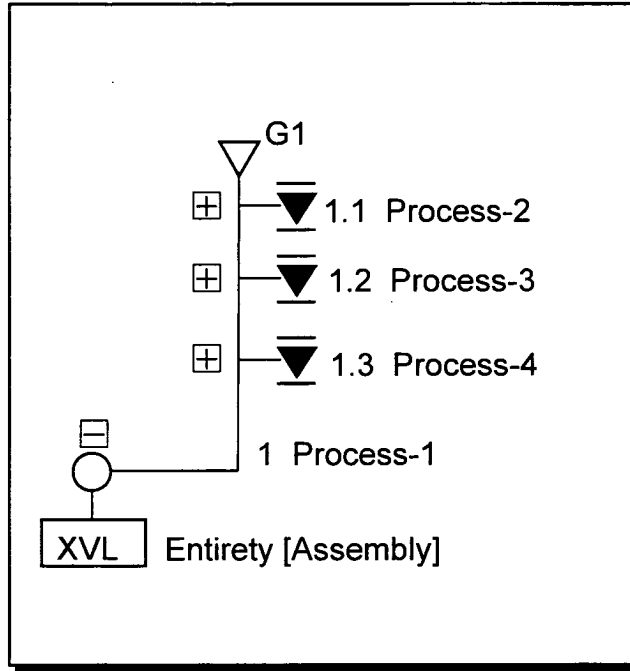 G1
1.1 Process-2
1.2 Process-3
1.3 Process-4
1 Process-1
XVL Entirety [Assembly]